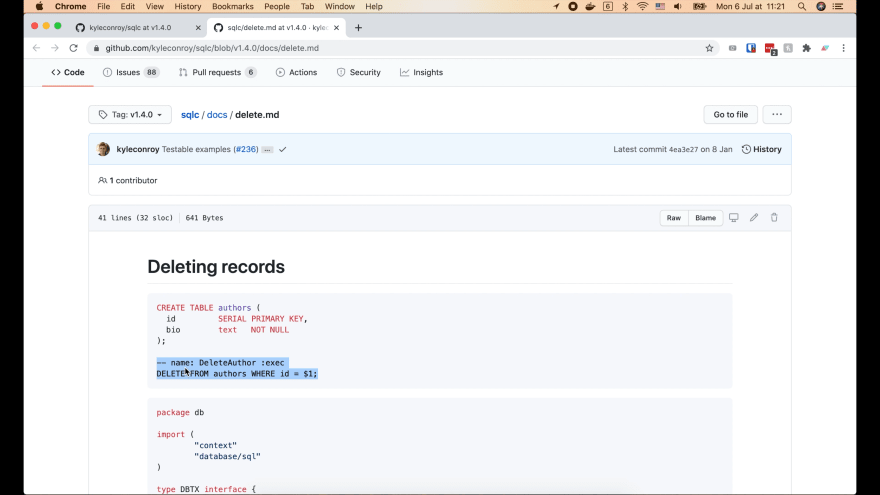 Chrome File Edit View History Bookmarks People Tab Window Help 6 Mon 6 Jul at 11:21
kyleconroy/sqlc at v1.4.0 × sqlc/delete.md at v1.4.0 · kyle × +
github.com/kyleconroy/sqlc/blob/v1.4.0/docs/delete.md
<> Code Issues 88 Pull requests 6 Actions Security Insights
Tag: v1.4.0 sqlc / docs / delete.md Go to file ...
kyleconroy Testable examples (#236) ... Latest commit 4ea3e27 on 8 Jan History
1 contributor
41 lines (32 sloc) 641 Bytes Raw Blame
Deleting records
CREATE TABLE authors (
id SERIAL PRIMARY KEY,
bio text NOT NULL
);
-- name: DeleteAuthor :exec
DELETE FROM authors WHERE id = $1;
package db
import (
"context"
"database/sql"
)
type DBTX interface {